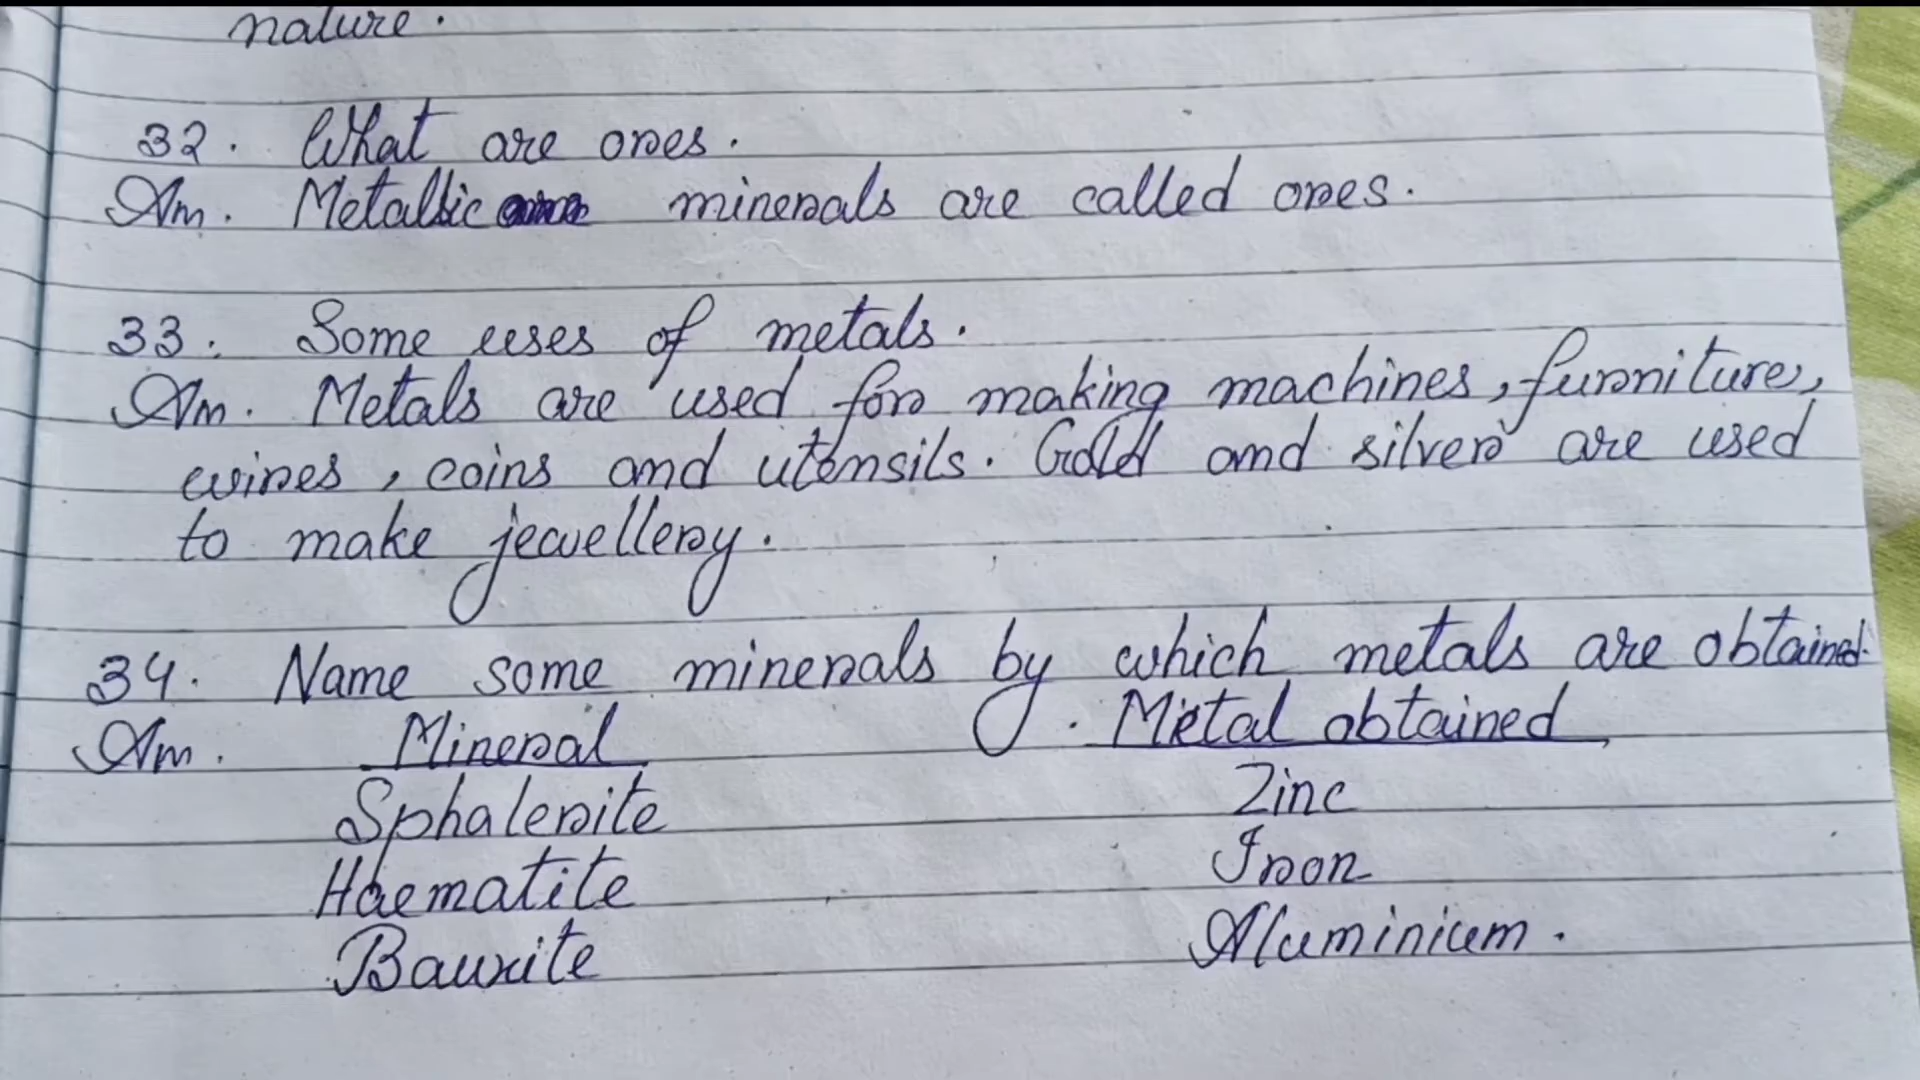 nature.
32. What are ores.
Ans. Metallic minerals are called ores.
33. Some uses of metals.
Ans. Metals are used for making machines, furniture,
wires, coins and utensils. Gold and silver are used
to make jewellery.
34. Name some minerals by which metals are obtained.
Ans. Mineral Metal obtained
Sphalerite Zinc
Haematite Iron
Bauxite Aluminium.